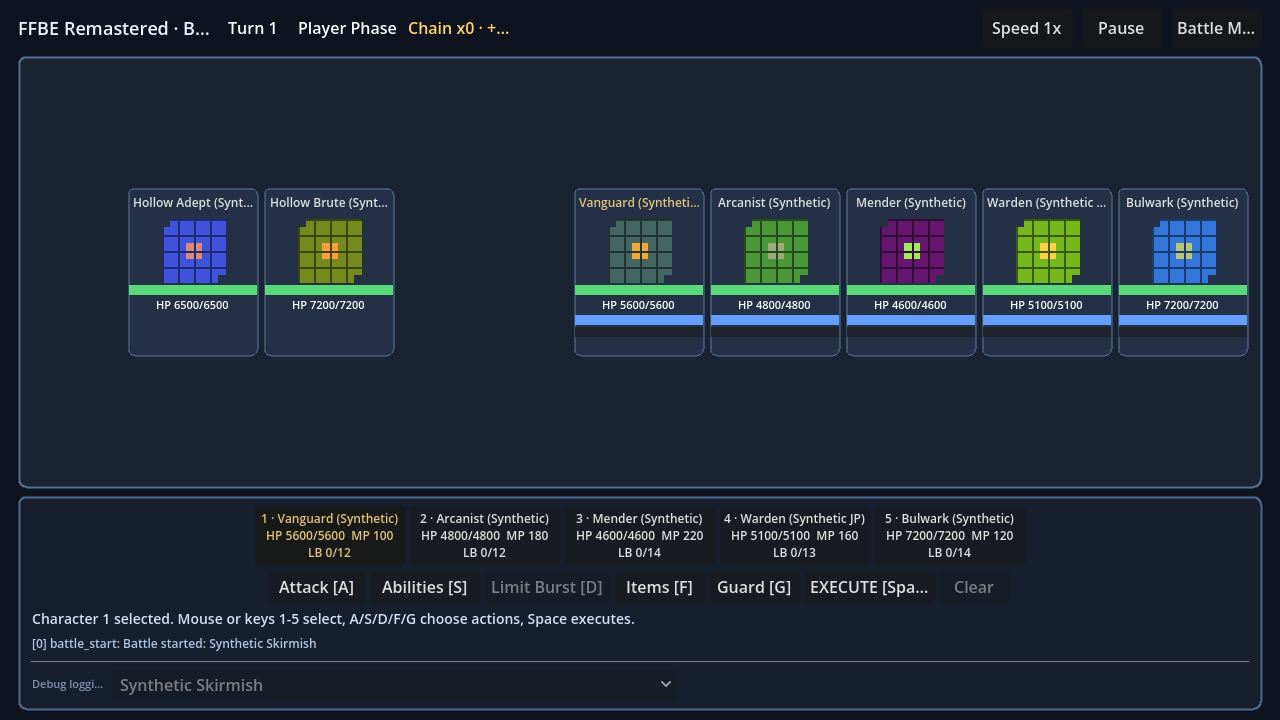 FFBE Remastered · B... Turn 1 Player Phase Chain x0 · +... Speed 1x Pause Battle M...
Hollow Adept (Synt... Hollow Brute (Synt... Vanguard (Syntheti... Arcanist (Synthetic) Mender (Synthetic) Warden (Synthetic ... Bulwark (Synthetic)
HP 6500/6500 HP 7200/7200 HP 5600/5600 HP 4800/4800 HP 4600/4600 HP 5100/5100 HP 7200/7200
1 · Vanguard (Synthetic) 2 · Arcanist (Synthetic) 3 · Mender (Synthetic) 4 · Warden (Synthetic JP) 5 · Bulwark (Synthetic)
HP 5600/5600 MP 100 HP 4800/4800 MP 180 HP 4600/4600 MP 220 HP 5100/5100 MP 160 HP 7200/7200 MP 120
LB 0/12 LB 0/12 LB 0/14 LB 0/13 LB 0/14
Attack [A] Abilities [S] Limit Burst [D] Items [F] Guard [G] EXECUTE [Spa... Clear
Character 1 selected. Mouse or keys 1-5 select, A/S/D/F/G choose actions, Space executes.
[0] battle_start: Battle started: Synthetic Skirmish
Debug loggi... Synthetic Skirmish